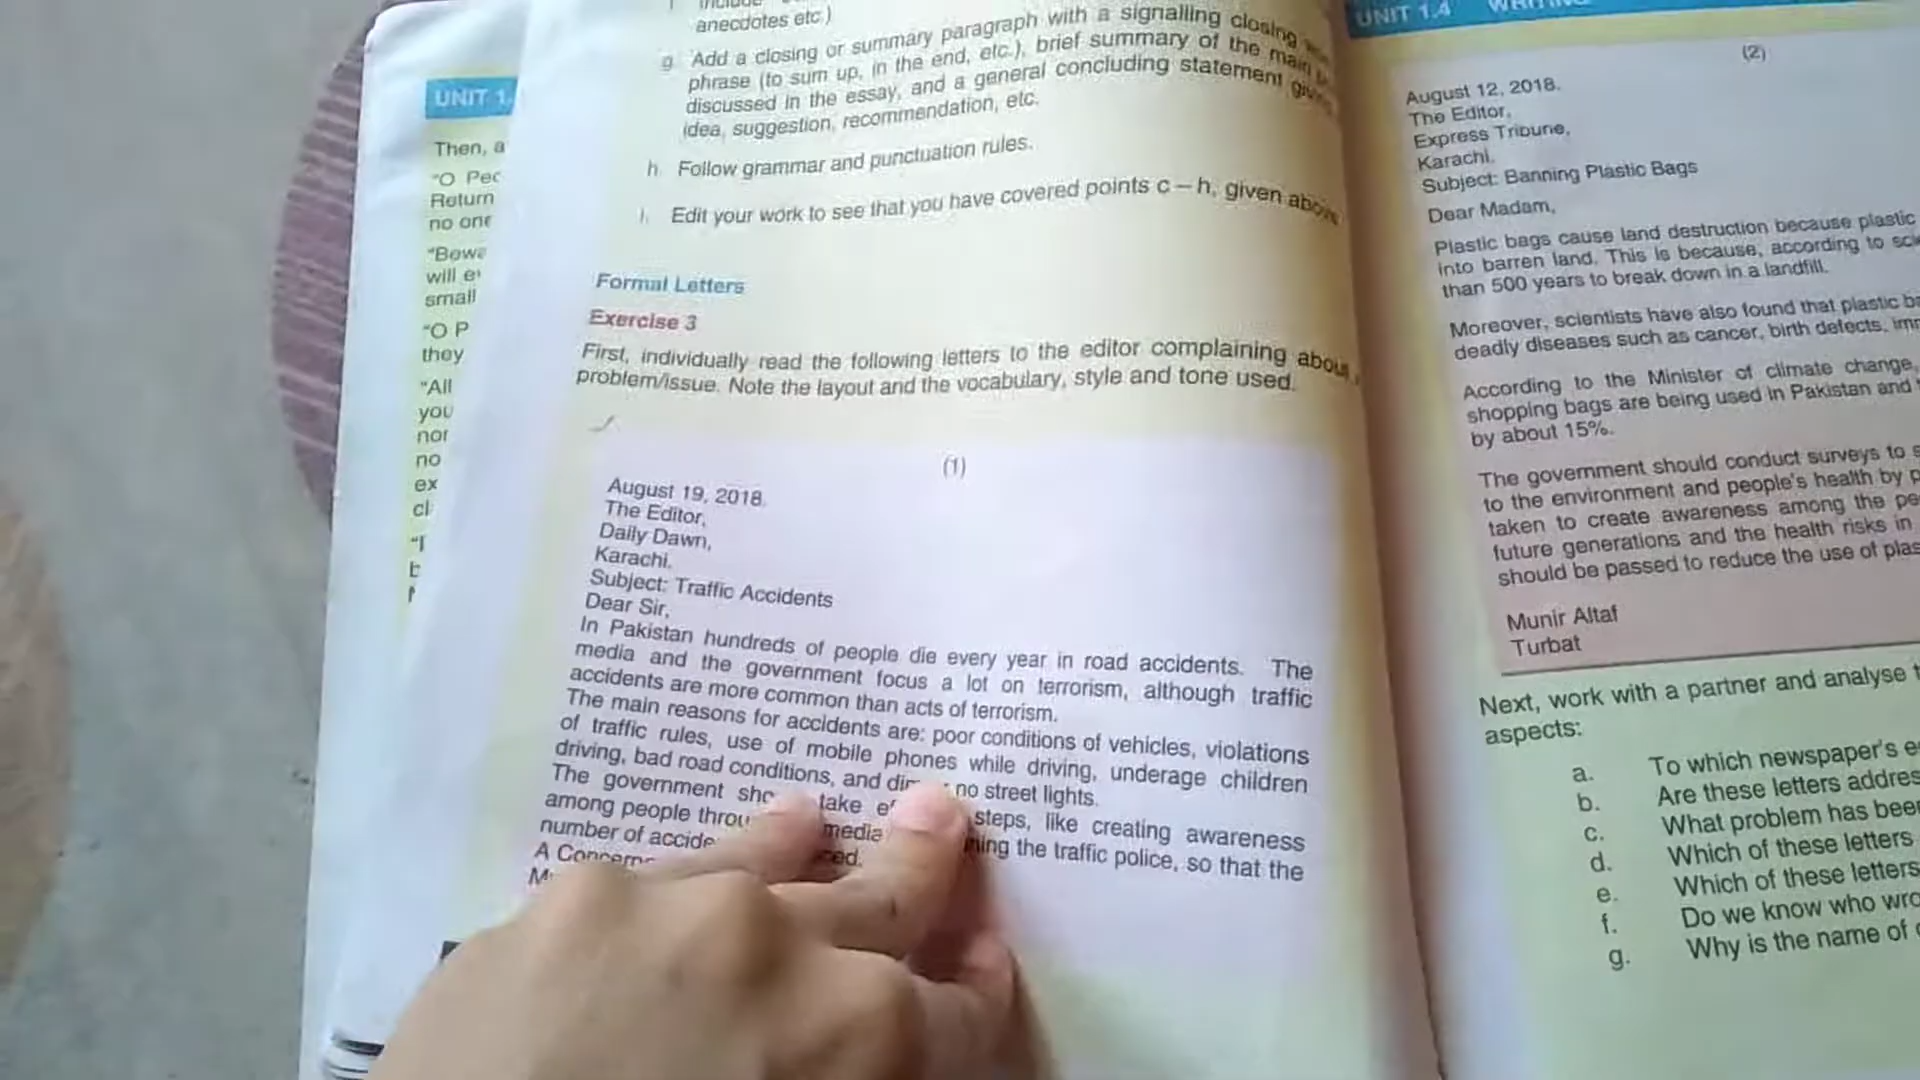 UNIT 1.
Then, a
"O Pec
Return
no one
"Bewa
will e
small
"O P
they
"All
you
nor
no
ex
cl
anecdotes etc.)
g. Add a closing or summary paragraph with a signalling closing
phrase (to sum up, in the end, etc.), brief summary of the main
discussed in the essay, and a general concluding statement
idea, suggestion, recommendation, etc.
h. Follow grammar and punctuation rules.
i. Edit your work to see that you have covered points c – h, given above
Formal Letters
Exercise 3
First, individually read the following letters to the editor complaining about
problem/issue. Note the layout and the vocabulary, style and tone used.
(1)
August 19, 2018.
The Editor,
Daily Dawn,
Karachi.
Subject: Traffic Accidents
Dear Sir,
In Pakistan hundreds of people die every year in road accidents. The
media and the government focus a lot on terrorism, although traffic
accidents are more common than acts of terrorism.
The main reasons for accidents are: poor conditions of vehicles, violations
of traffic rules, use of mobile phones while driving, underage children
driving, bad road conditions, and no street lights.
The government take steps, like creating awareness
among people media the traffic police, so that the
number of
A
UNIT 1.4 WRITING
(2)
August 12, 2018.
The Editor,
Express Tribune,
Karachi.
Subject: Banning Plastic Bags
Dear Madam,
Plastic bags cause land destruction because plastic
into barren land. This is because, according to
than 500 years to break down in a landfill.
Moreover, scientists have also found that plastic
deadly diseases such as cancer, birth defects,
According to the Minister of climate change,
shopping bags are being used in Pakistan and
by about 15%.
The government should conduct surveys to
to the environment and people's health by
taken to create awareness among the
future generations and the health risks in
should be passed to reduce the use of
Munir Altaf
Turbat
Next, work with a partner and analyse
aspects:
a. To which newspaper's
b. Are these letters
c. What problem has been
d. Which of these letters
e. Which of these letters
f. Do we know who
g. Why is the name of